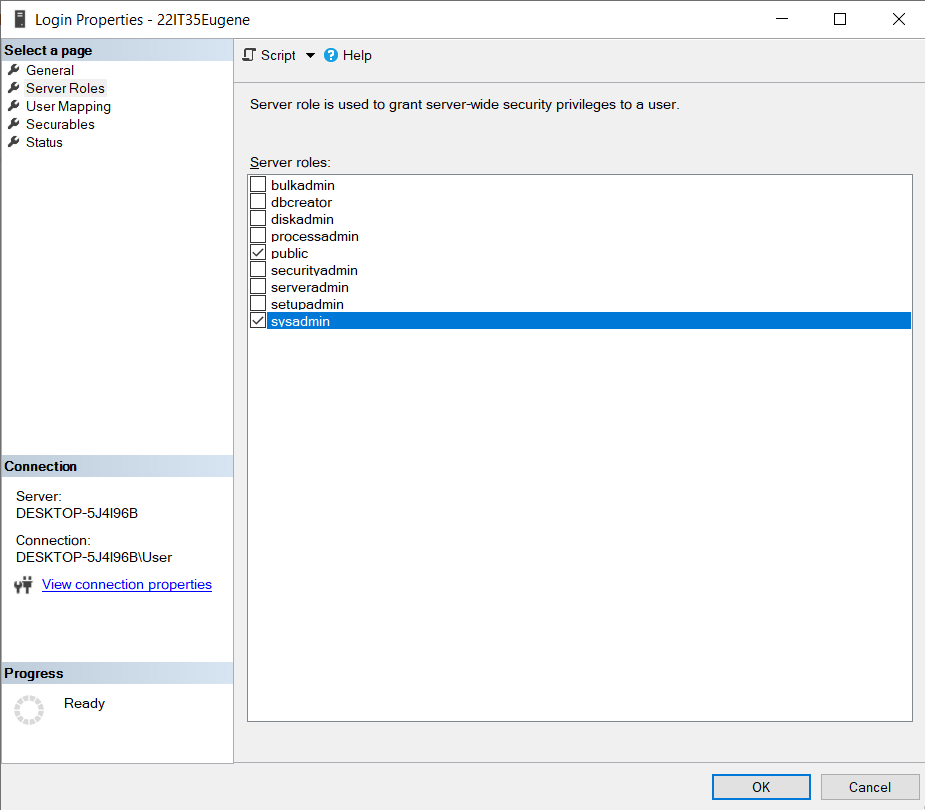 Login Properties - 22IT35Eugene
Select a page
General
Server Roles
User Mapping
Securables
Status
Script
Help
Server role is used to grant server-wide security privileges to a user.
Server roles:
bulkadmin
dbcreator
diskadmin
processadmin
public
securityadmin
serveradmin
setupadmin
sysadmin
Connection
Server:
DESKTOP-5J4I96B
Connection:
DESKTOP-5J4I96B\User
View connection properties
Progress
Ready
OK
Cancel